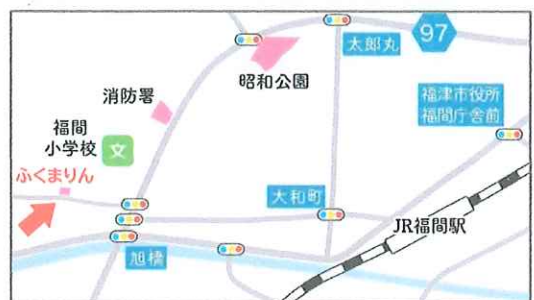 97
太郎丸
昭和公園
消防署
福津市役所
福間庁舎前
福間
小学校
文
ふくまりん
大和町
JR福間駅
旭橋